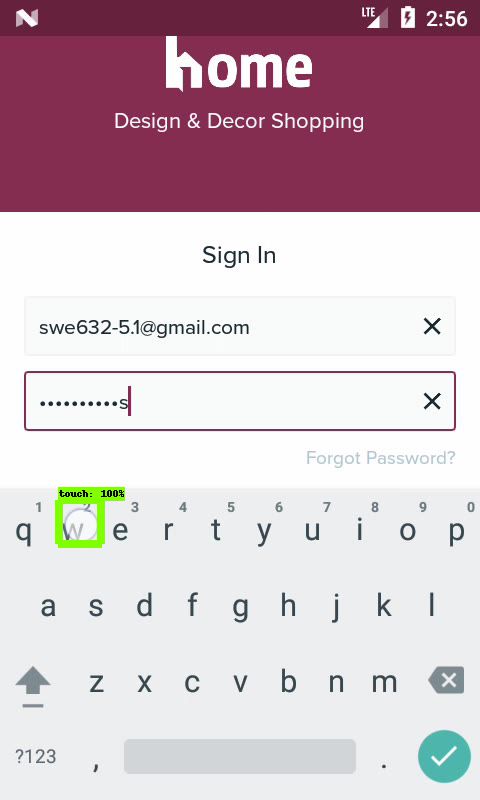 LTE 2:56
home
Design & Decor Shopping
Sign In
swe632-5.1@gmail.com
••••••••••s
Forgot Password?
touch: 100%
1 2 3 4 5 6 7 8 9 0
q w e r t y u i o p
a s d f g h j k l
z x c v b n m
?123 , .